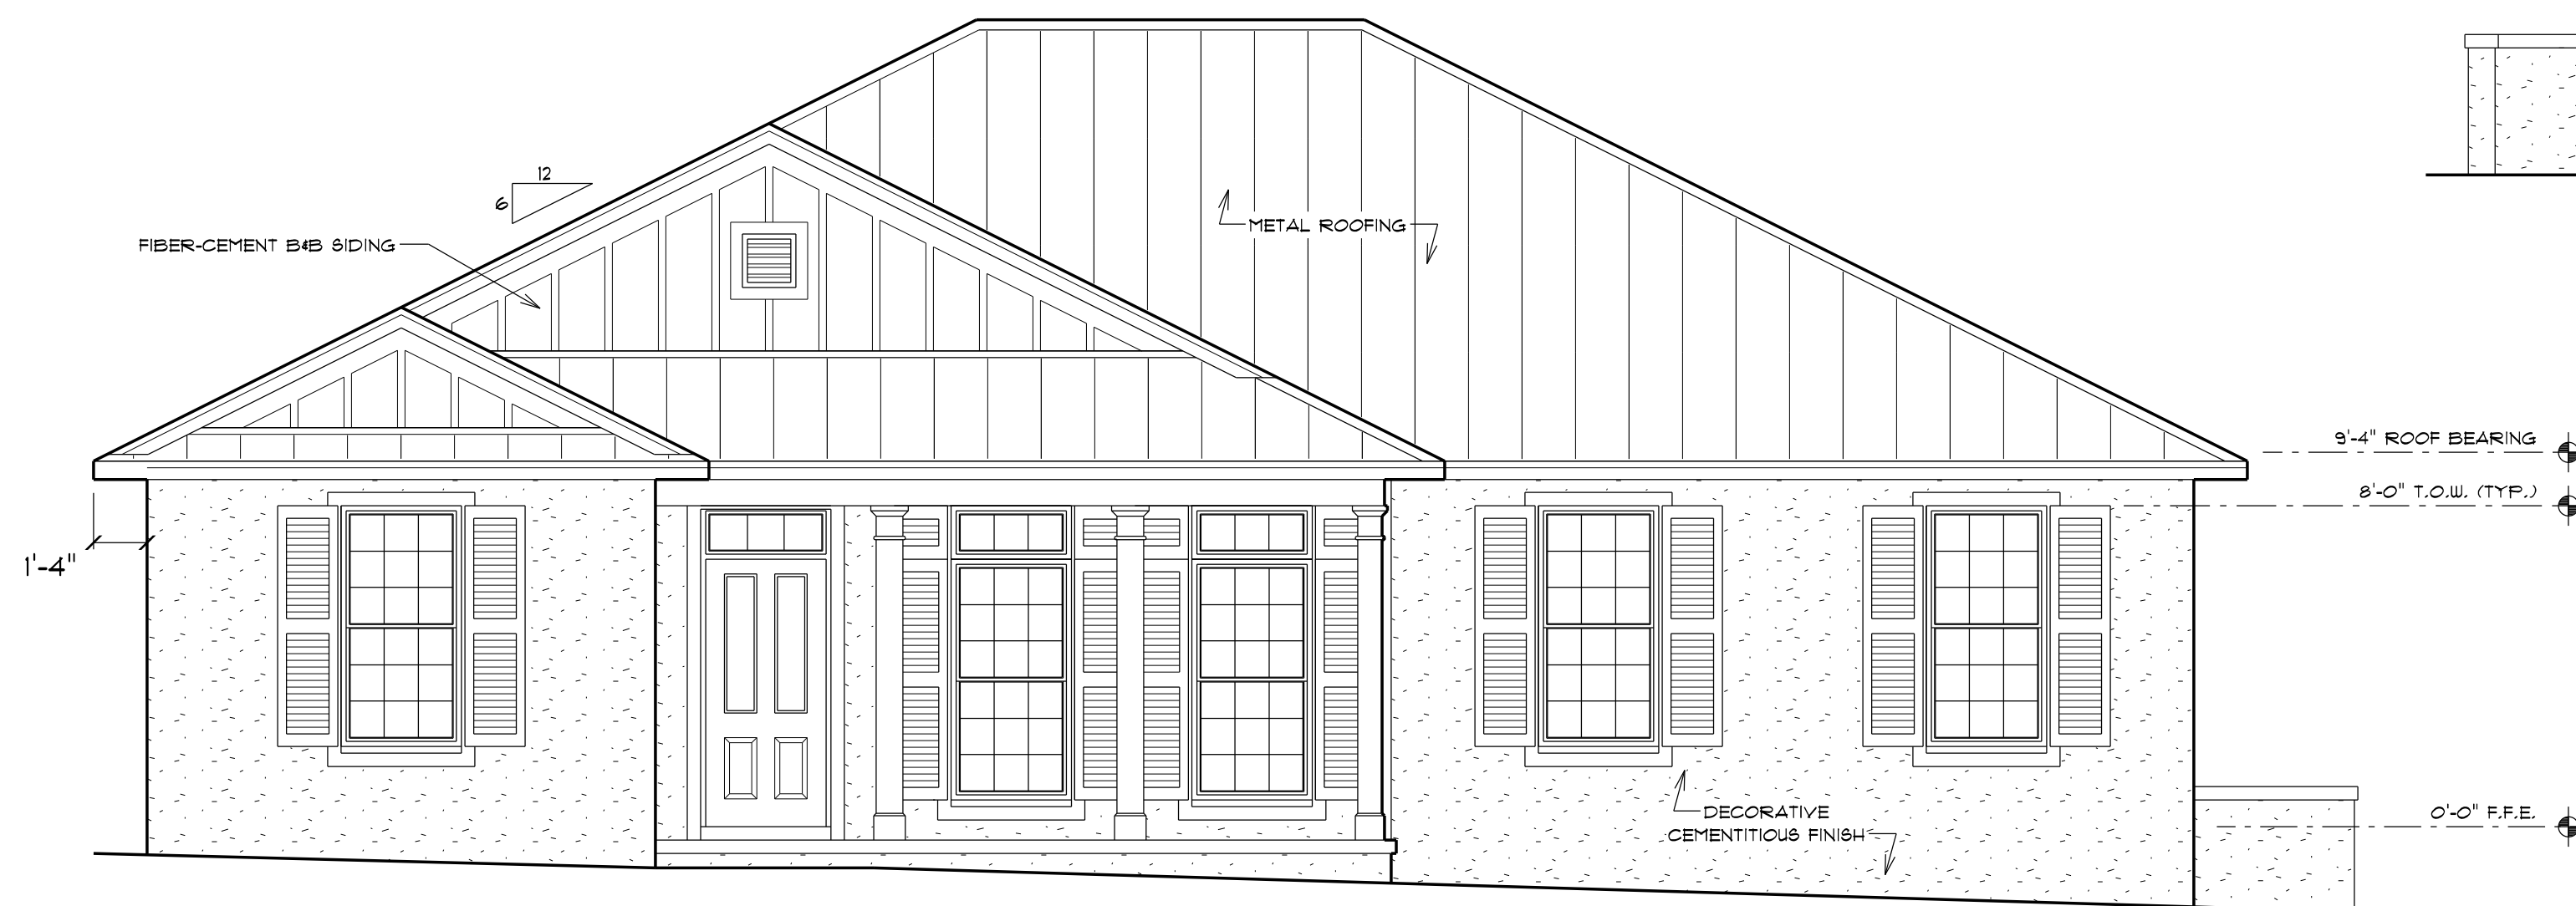 12
6
FIBER-CEMENT B&B SIDING
METAL ROOFING
9'-4" ROOF BEARING
8'-0" T.O.W. (TYP.)
1'-4"
DECORATIVE
CEMENTITIOUS FINISH
0'-0" F.F.E.